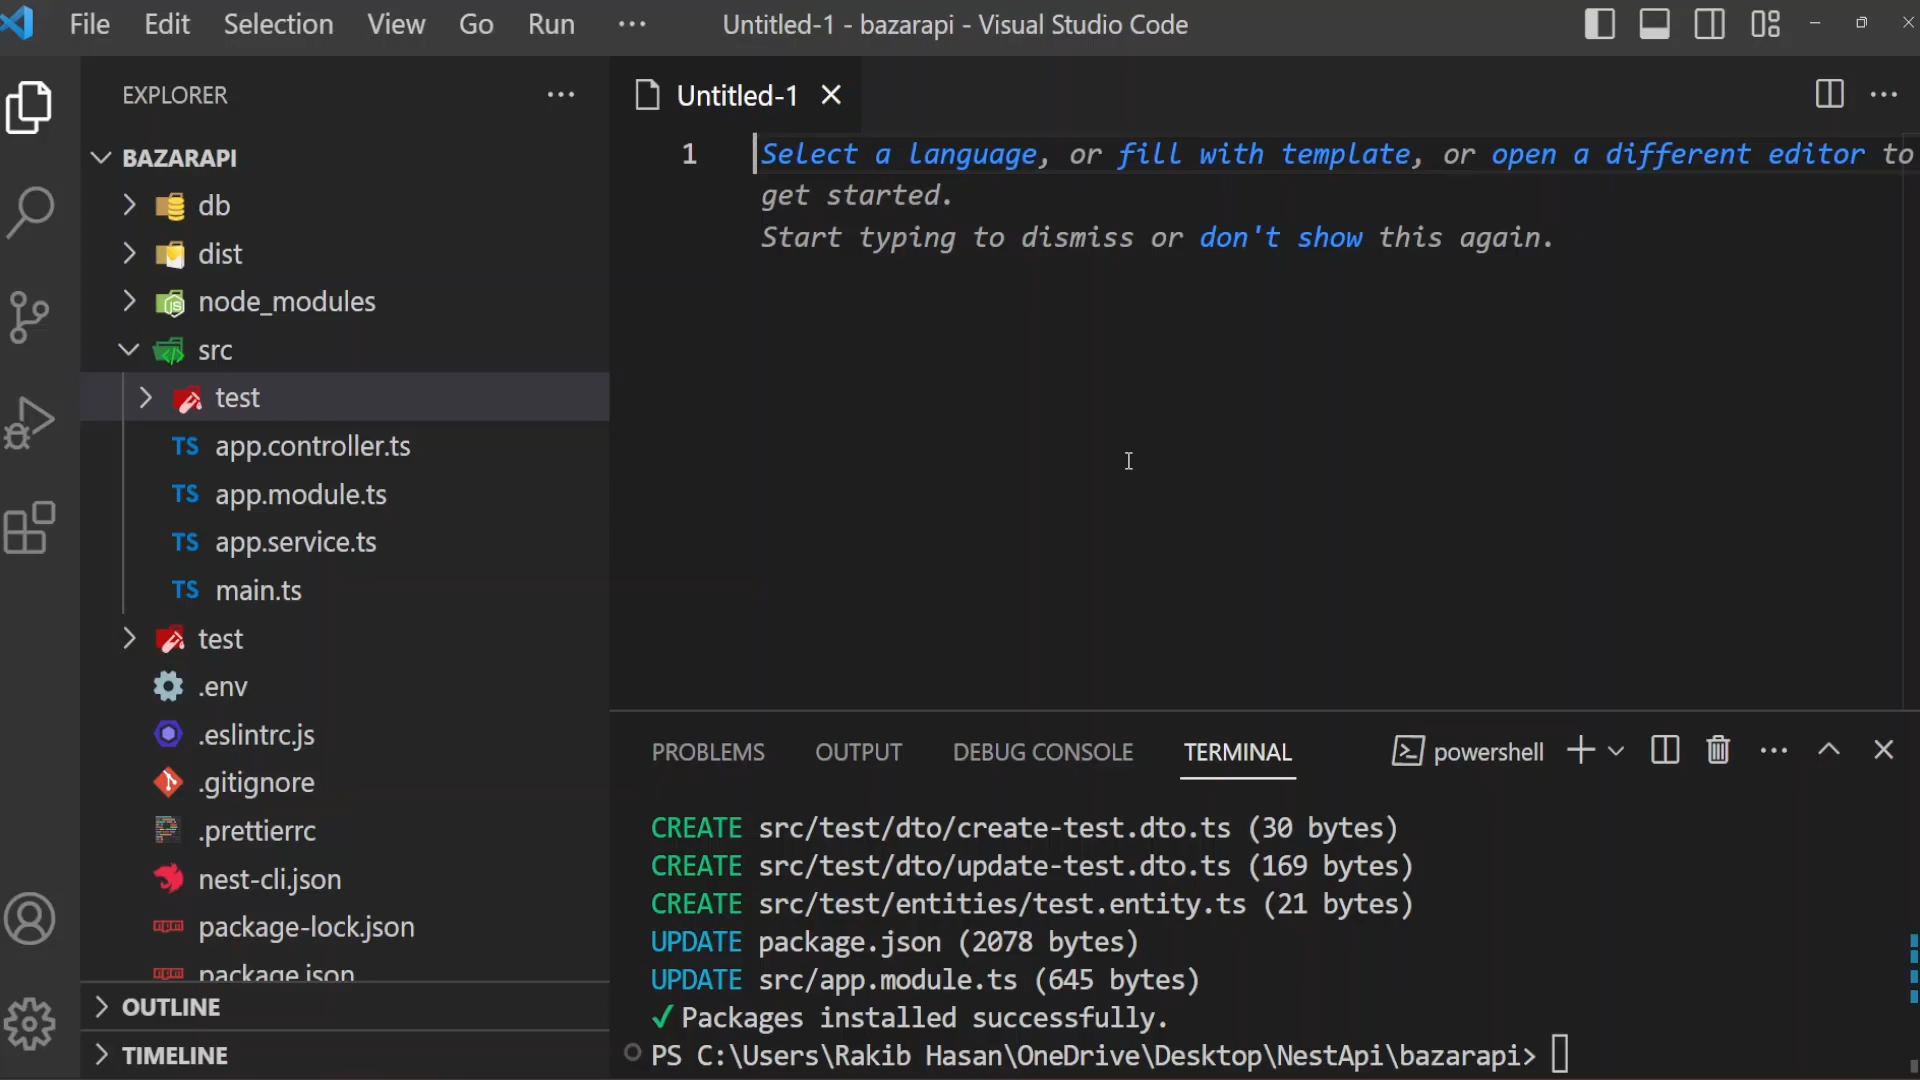 File Edit Selection View Go Run ··· Untitled-1 - bazarapi - Visual Studio Code
EXPLORER
BAZARAPI
db
dist
node_modules
src
test
TS app.controller.ts
TS app.module.ts
TS app.service.ts
TS main.ts
test
.env
.eslintrc.js
.gitignore
.prettierrc
nest-cli.json
package-lock.json
package.json
OUTLINE
TIMELINE
Untitled-1
1 Select a language, or fill with template, or open a different editor to
get started.
Start typing to dismiss or don't show this again.
PROBLEMS OUTPUT DEBUG CONSOLE TERMINAL powershell
CREATE src/test/dto/create-test.dto.ts (30 bytes)
CREATE src/test/dto/update-test.dto.ts (169 bytes)
CREATE src/test/entities/test.entity.ts (21 bytes)
UPDATE package.json (2078 bytes)
UPDATE src/app.module.ts (645 bytes)
✓ Packages installed successfully.
PS C:\Users\Rakib Hasan\OneDrive\Desktop\NestApi\bazarapi>